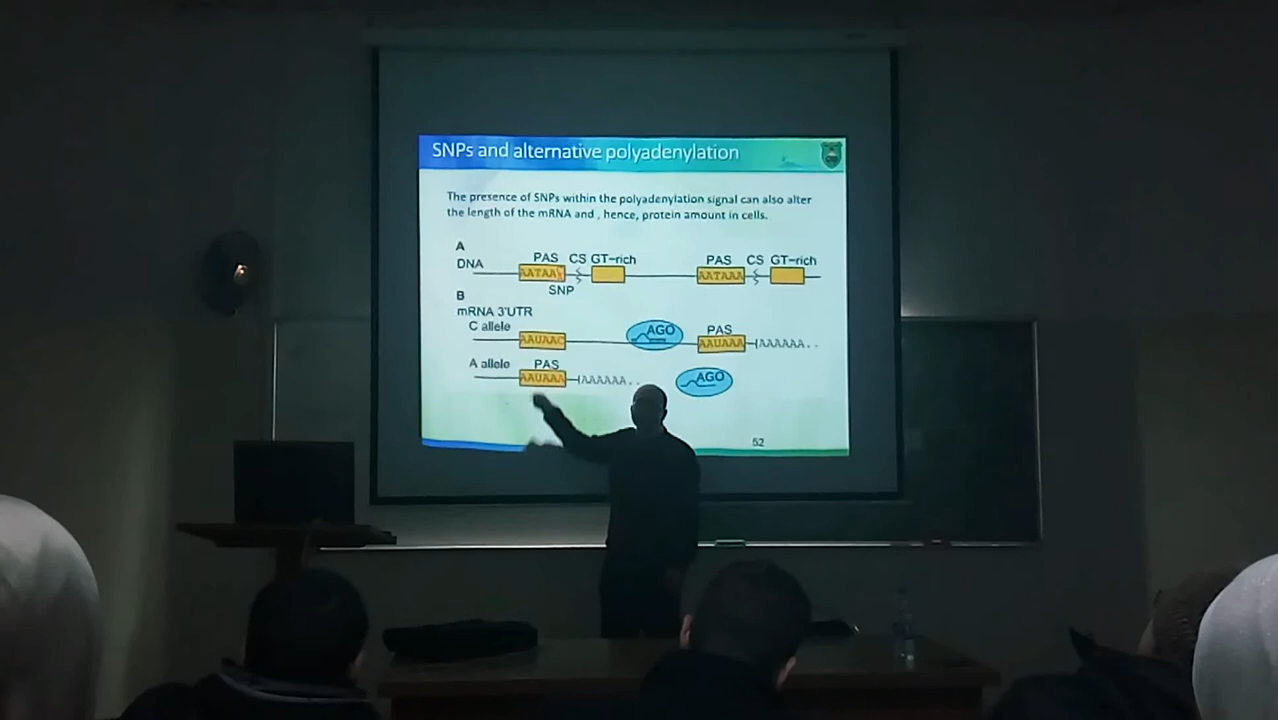 SNPs and alternative polyadenylation
The presence of SNPs within the polyadenylation signal can also alter
the length of the mRNA and , hence, protein amount in cells.
A
DNA
PAS CS GT-rich PAS CS GT-rich
AATAA AATAAA
SNP
B
mRNA 3'UTR
C allele AGO PAS
AAUAAC AAUAAA AAAAAA..
A allele PAS AGO
AAUAAA AAAAAA..
52